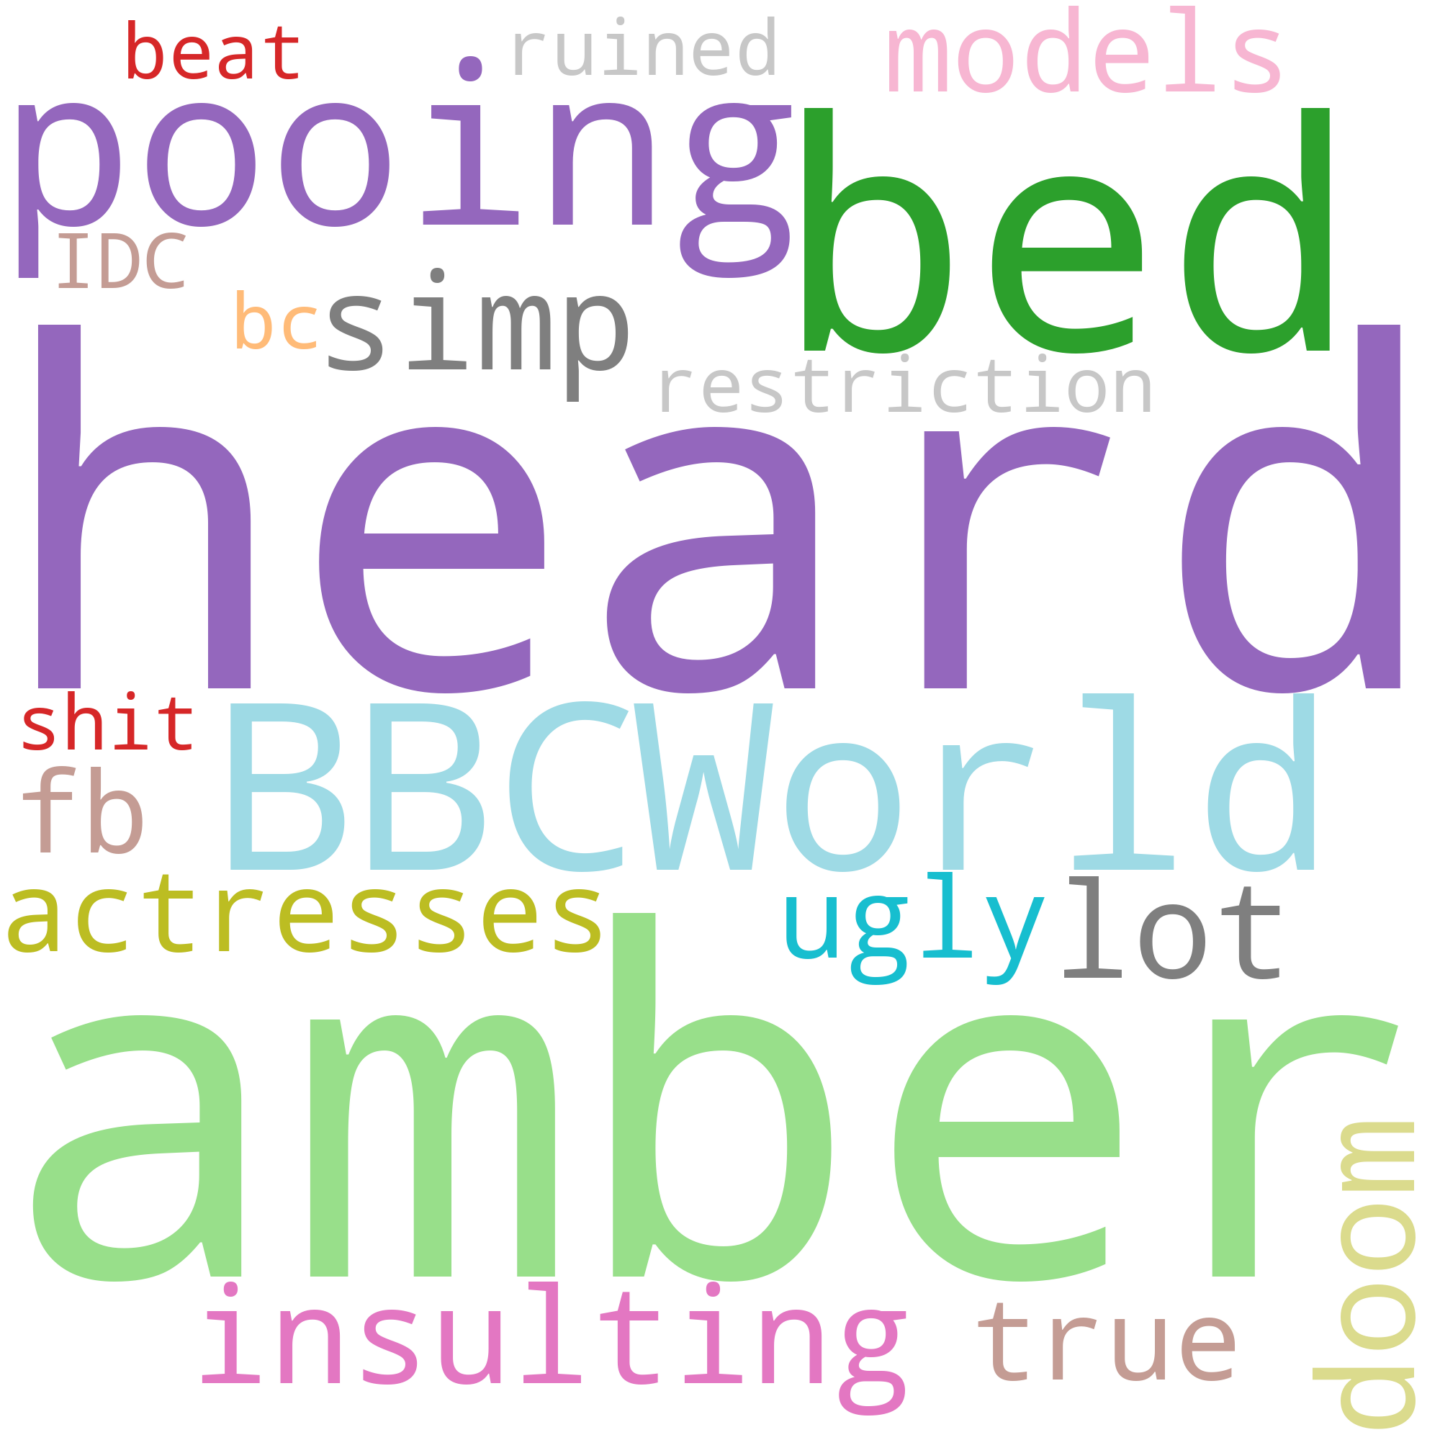 beat ruined models
pooing bed
IDC
bc simp
restriction
heard
shit BBCWorld
fb
actresses ugly lot
amber
doom
insulting true